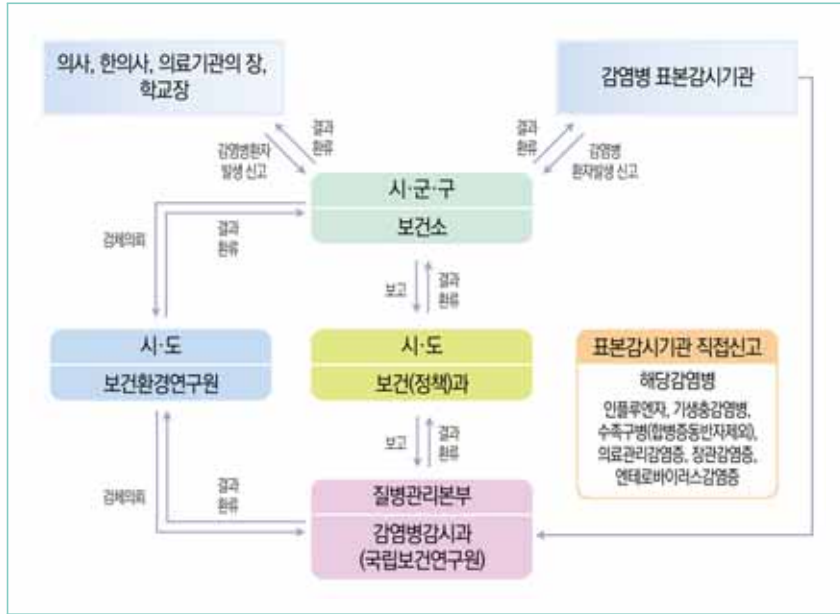 의사, 한의사, 의료기관의 장,
학교장
감염병 표본감시기관
감염병환자
발생 신고
결과
환류
결과
환류
감염병
환자발생 신고
시·군·구
보건소
검체의뢰
결과
환류
보고
결과
환류
시·도
보건환경연구원
시·도
보건(정책)과
표본감시기관 직접신고
해당감염병
인플루엔자, 기생충감염병,
수족구병(합병증동반자제외),
의료관리감염증, 장관감염증,
엔테로바이러스감염증
검체의뢰
결과
환류
보고
결과
환류
질병관리본부
감염병감시과
(국립보건연구원)